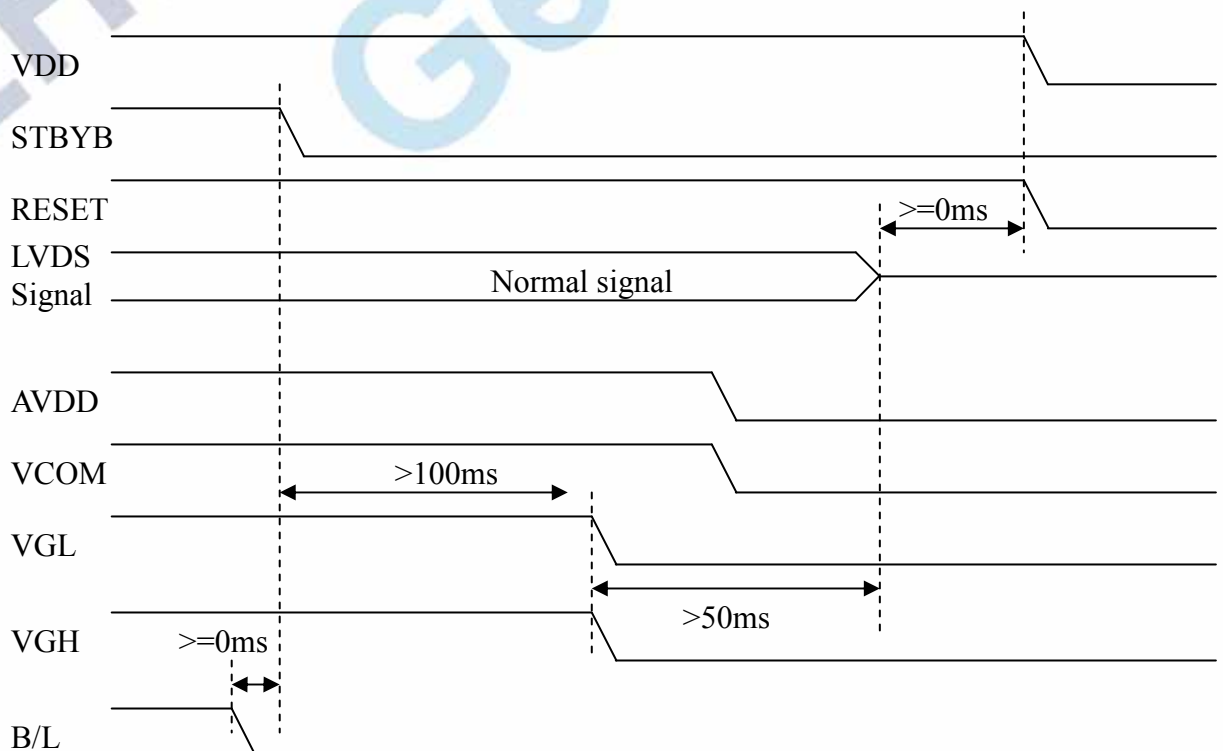 VDD
STBYB
RESET
>=0ms
LVDS
Signal
Normal signal
AVDD
VCOM
>100ms
VGL
>50ms
VGH
>=0ms
B/L